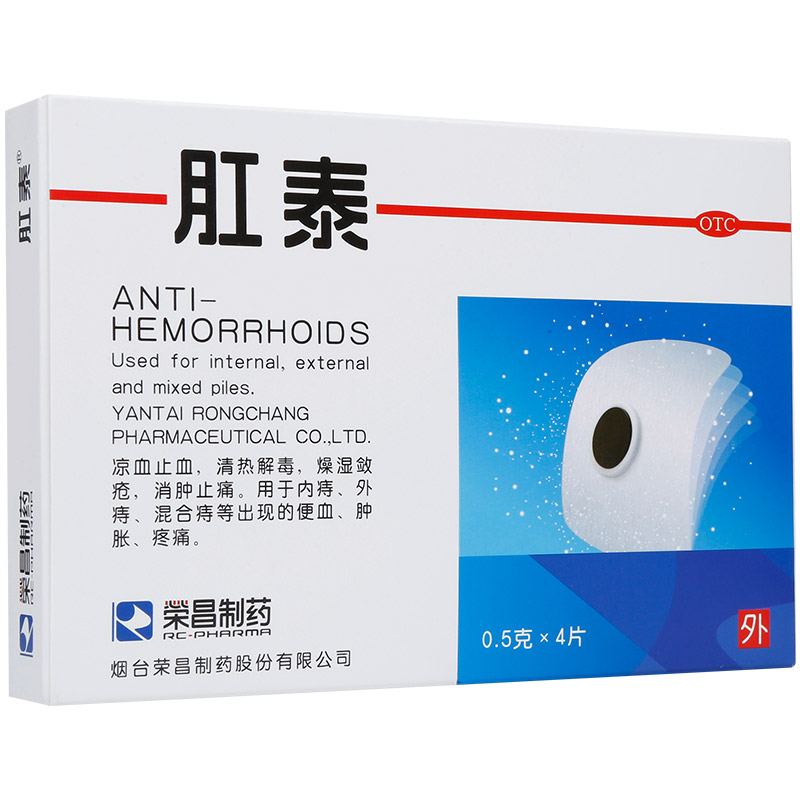 肛泰®
肛泰
OTC
ANTI-
HEMORRHOIDS
Used for internal, external
and mixed piles.
YANTAI RONGCHANG
PHARMACEUTICAL CO.,LTD.
凉血止血，清热解毒，燥湿敛
疮，消肿止痛。用于内痔、外
痔、混合痔等出现的便血、肿
胀、疼痛。
榮昌制药
RC-PHARMA
烟台荣昌制药股份有限公司
0.5克×4片
外
榮昌制药
RC-PHARMA